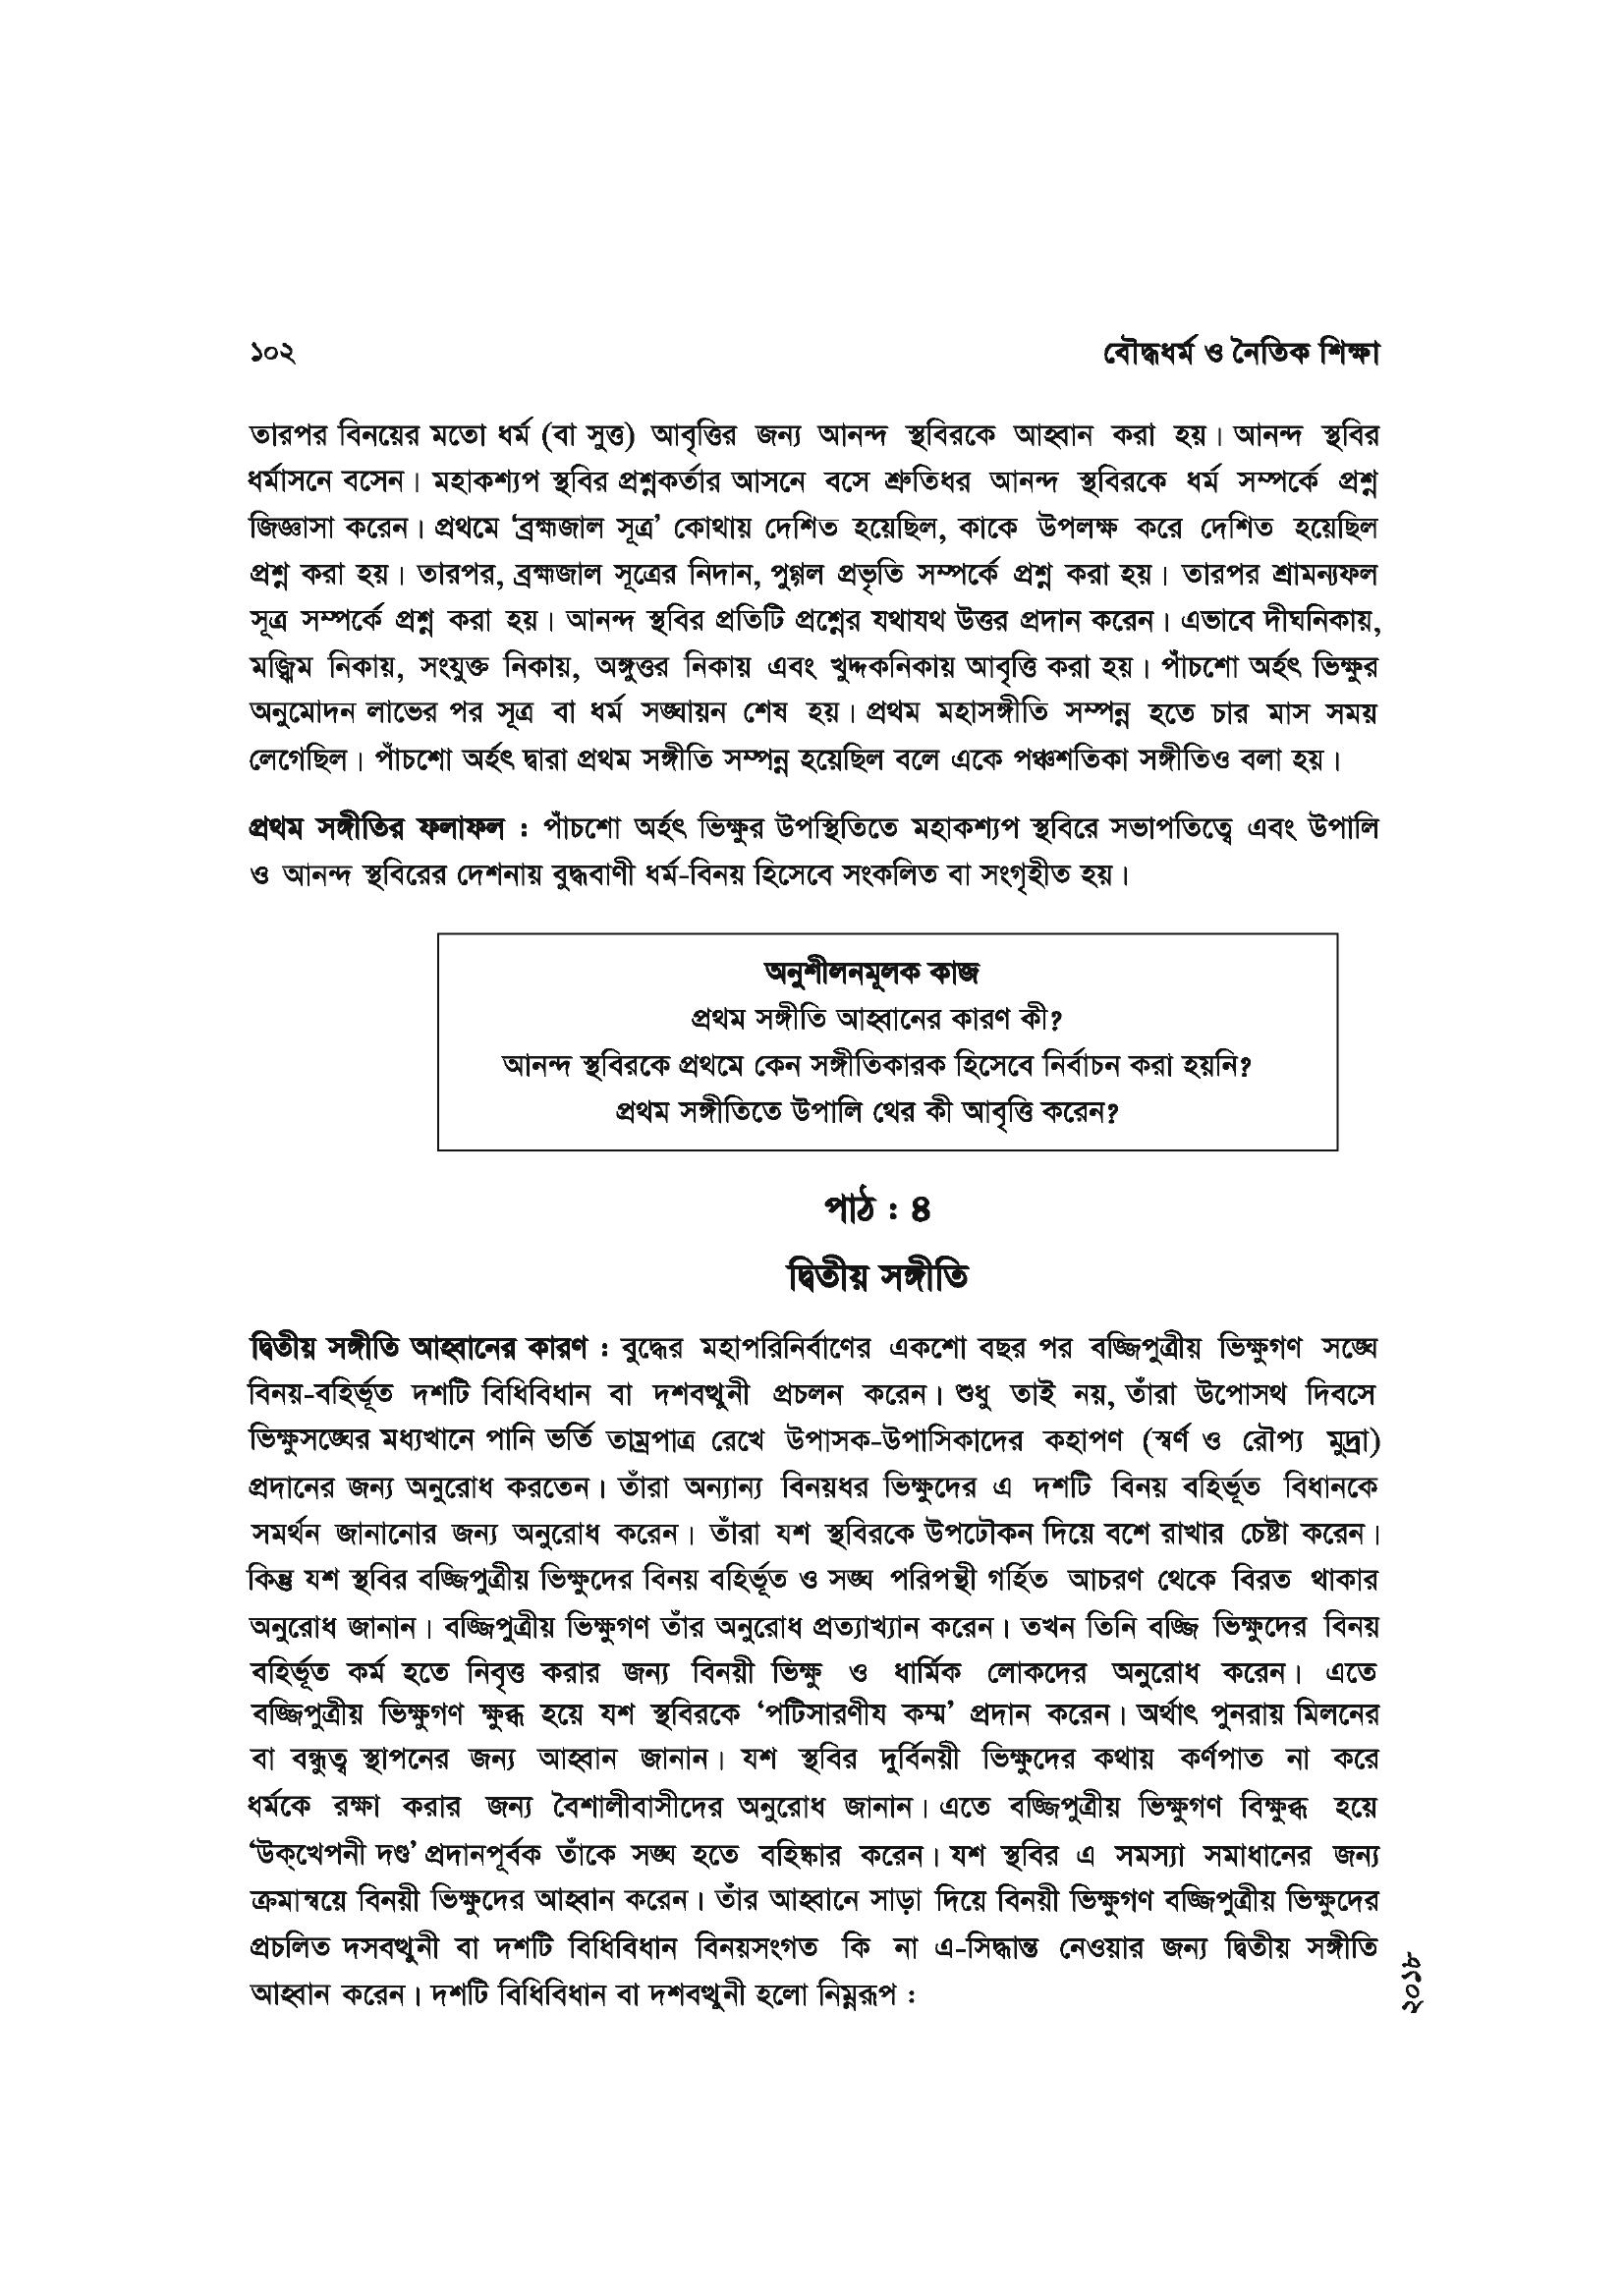 ১০২
বৌদ্ধধর্ম ও নৈতিক শিক্ষা
তারপর বিনয়ের মতো ধর্ম (বা সুত্ত) আবৃত্তির জন্য আনন্দ স্থবিরকে আহ্বান করা হয়। আনন্দ স্থবির
ধর্মাসনে বসেন। মহাকশ্যপ স্থবির প্রশ্নকর্তার আসনে বসে শ্রুতিধর আনন্দ স্থবিরকে ধর্ম সম্পর্কে প্রশ্ন
জিজ্ঞাসা করেন। প্রথমে ‘ব্রহ্মজাল সূত্র’ কোথায় দেশিত হয়েছিল, কাকে উপলক্ষ করে দেশিত হয়েছিল
প্রশ্ন করা হয়। তারপর, ব্রহ্মজাল সূত্রের নিদান, পুগ্গল প্রভৃতি সম্পর্কে প্রশ্ন করা হয়। তারপর শ্রামন্যফল
সূত্র সম্পর্কে প্রশ্ন করা হয়। আনন্দ স্থবির প্রতিটি প্রশ্নের যথাযথ উত্তর প্রদান করেন। এভাবে দীঘনিকায়,
মজ্ঝিম নিকায়, সংযুক্ত নিকায়, অঙ্গুত্তর নিকায় এবং খুদ্দকনিকায় আবৃত্তি করা হয়। পাঁচশো অর্হৎ ভিক্ষুর
অনুমোদন লাভের পর সূত্র বা ধর্ম সঙ্ঘায়ন শেষ হয়। প্রথম মহাসঙ্গীতি সম্পন্ন হতে চার মাস সময়
লেগেছিল। পাঁচশো অর্হৎ দ্বারা প্রথম সঙ্গীতি সম্পন্ন হয়েছিল বলে একে পঞ্চশতিকা সঙ্গীতিও বলা হয়।
প্রথম সঙ্গীতির ফলাফল : পাঁচশো অর্হৎ ভিক্ষুর উপস্থিতিতে মহাকশ্যপ স্থবিরে সভাপতিত্বে এবং উপালি
ও আনন্দ স্থবিরের দেশনায় বুদ্ধবাণী ধর্ম-বিনয় হিসেবে সংকলিত বা সংগৃহীত হয়।
অনুশীলনমূলক কাজ
প্রথম সঙ্গীতি আহ্বানের কারণ কী?
আনন্দ স্থবিরকে প্রথমে কেন সঙ্গীতিকারক হিসেবে নির্বাচন করা হয়নি?
প্রথম সঙ্গীতিতে উপালি থের কী আবৃত্তি করেন?
পাঠ : ৪
দ্বিতীয় সঙ্গীতি
দ্বিতীয় সঙ্গীতি আহ্বানের কারণ : বুদ্ধের মহাপরিনির্বাণের একশো বছর পর বজ্জিপুত্রীয় ভিক্ষুগণ সঙ্ঘে
বিনয়-বহির্ভূত দশটি বিধিবিধান বা দশবত্থুনী প্রচলন করেন। শুধু তাই নয়, তাঁরা উপোসথ দিবসে
ভিক্ষুসঙ্ঘের মধ্যখানে পানি ভর্তি তাম্রপাত্র রেখে উপাসক-উপাসিকাদের কহাপণ (স্বর্ণ ও রৌপ্য মুদ্রা)
প্রদানের জন্য অনুরোধ করতেন। তাঁরা অন্যান্য বিনয়ধর ভিক্ষুদের এ দশটি বিনয় বহির্ভূত বিধানকে
সমর্থন জানানোর জন্য অনুরোধ করেন। তাঁরা যশ স্থবিরকে উপঢৌকন দিয়ে বশে রাখার চেষ্টা করেন।
কিন্তু যশ স্থবির বজ্জিপুত্রীয় ভিক্ষুদের বিনয় বহির্ভূত ও সঙ্ঘ পরিপন্থী গর্হিত আচরণ থেকে বিরত থাকার
অনুরোধ জানান। বজ্জিপুত্রীয় ভিক্ষুগণ তাঁর অনুরোধ প্রত্যাখ্যান করেন। তখন তিনি বজ্জি ভিক্ষুদের বিনয়
বহির্ভূত কর্ম হতে নিবৃত্ত করার জন্য বিনয়ী ভিক্ষু ও ধার্মিক লোকদের অনুরোধ করেন। এতে
বজ্জিপুত্রীয় ভিক্ষুগণ ক্ষুব্ধ হয়ে যশ স্থবিরকে ‘পটিসারণীয কম্ম’ প্রদান করেন। অর্থাৎ পুনরায় মিলনের
বা বন্ধুত্ব স্থাপনের জন্য আহ্বান জানান। যশ স্থবির দুর্বিনয়ী ভিক্ষুদের কথায় কর্ণপাত না করে
ধর্মকে রক্ষা করার জন্য বৈশালীবাসীদের অনুরোধ জানান। এতে বজ্জিপুত্রীয় ভিক্ষুগণ বিক্ষুব্ধ হয়ে
‘উক্‌খেপনী দণ্ড’ প্রদানপূর্বক তাঁকে সঙ্ঘ হতে বহিষ্কার করেন। যশ স্থবির এ সমস্যা সমাধানের জন্য
ক্রমান্বয়ে বিনয়ী ভিক্ষুদের আহ্বান করেন। তাঁর আহ্বানে সাড়া দিয়ে বিনয়ী ভিক্ষুগণ বজ্জিপুত্রীয় ভিক্ষুদের
প্রচলিত দসবত্থুনী বা দশটি বিধিবিধান বিনয়সংগত কি না এ-সিদ্ধান্ত নেওয়ার জন্য দ্বিতীয় সঙ্গীতি
আহ্বান করেন। দশটি বিধিবিধান বা দশবত্থুনী হলো নিম্নরূপ :
২০১৮